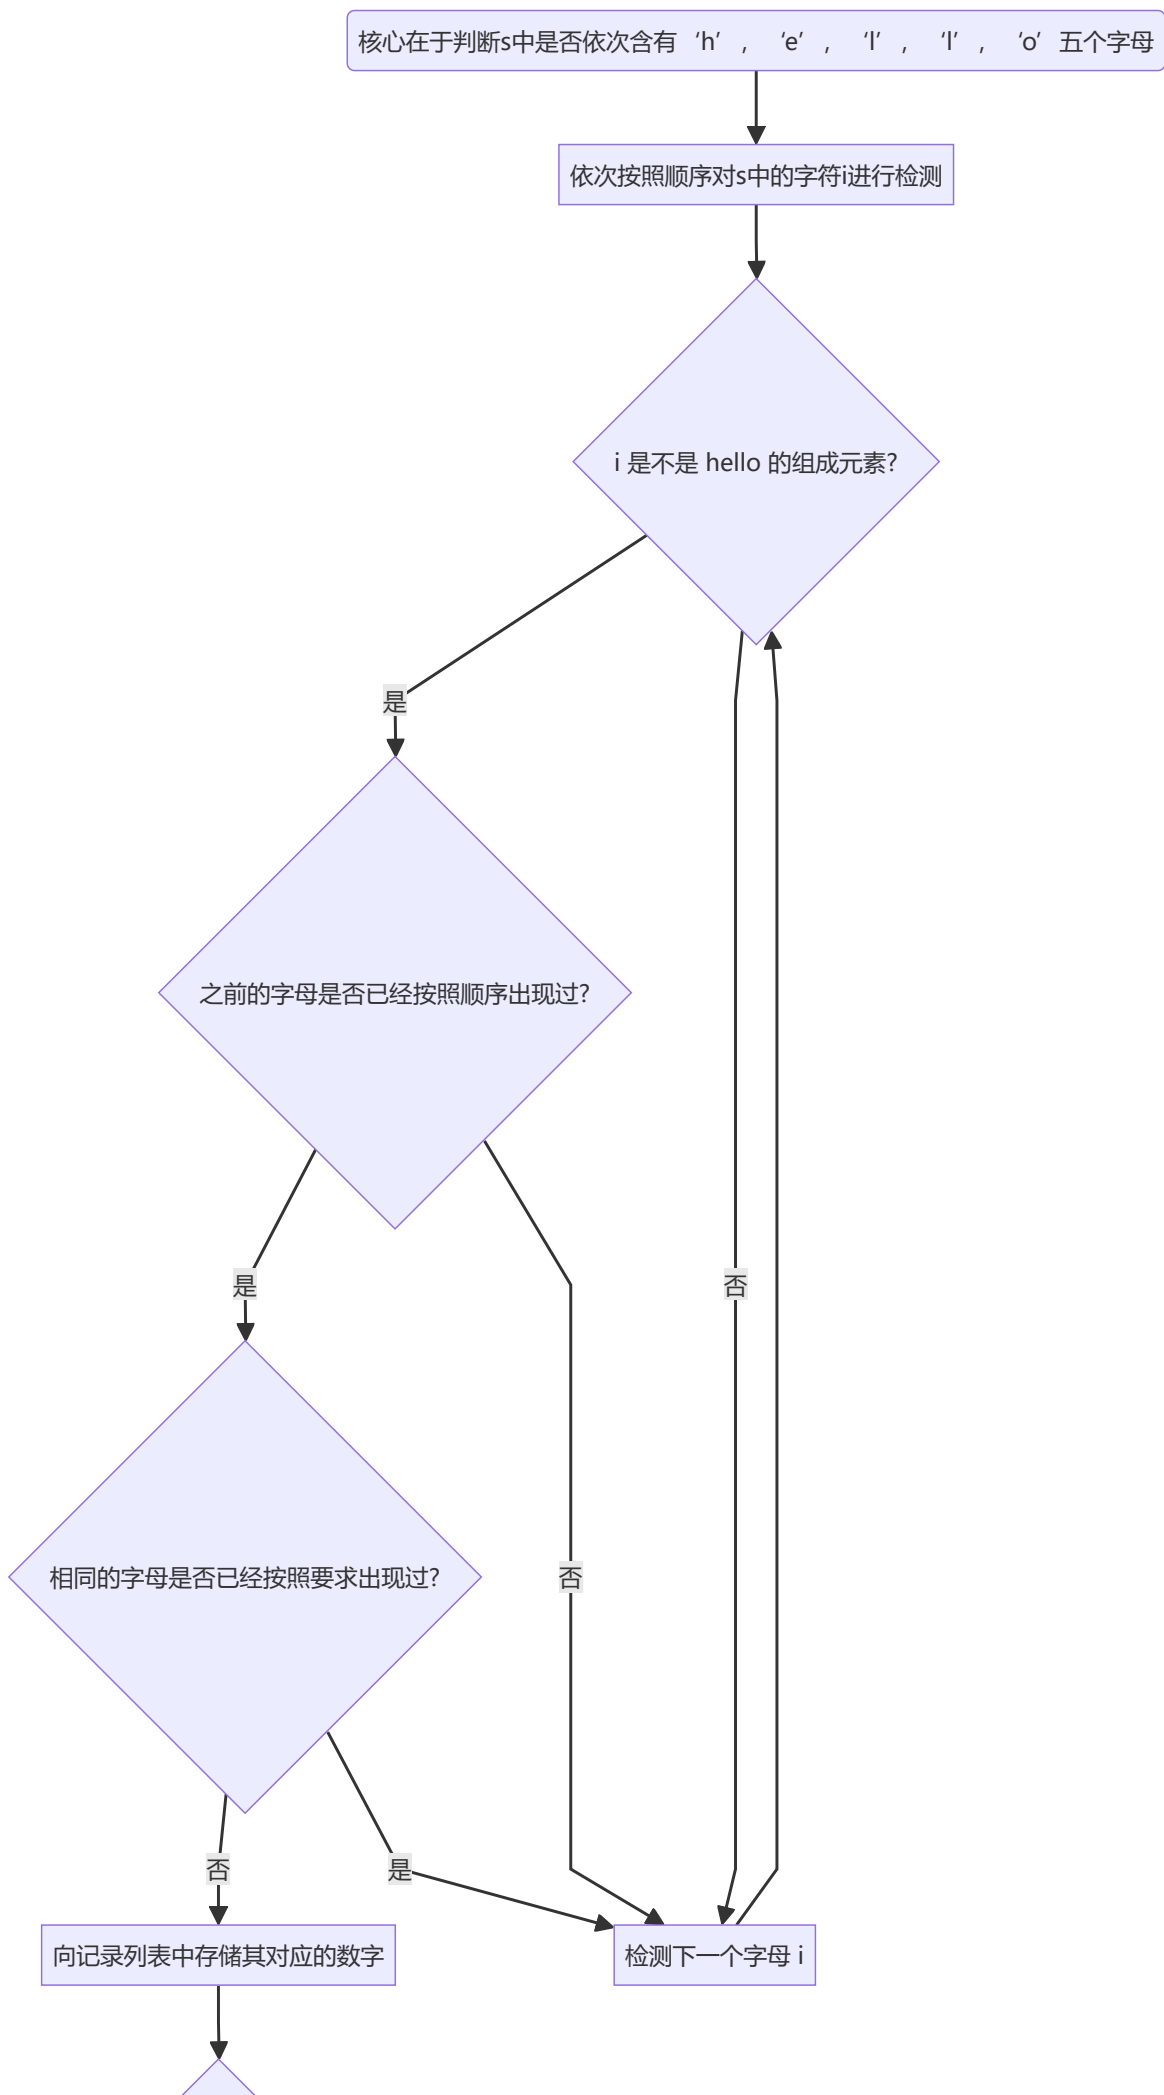 核心在于判断s中是否依次含有‘h’，‘e’，‘l’，‘l’，‘o’五个字母
依次按照顺序对s中的字符i进行检测
i 是不是 hello 的组成元素?
是
之前的字母是否已经按照顺序出现过?
是
否
相同的字母是否已经按照要求出现过?
否
否
是
向记录列表中存储其对应的数字
检测下一个字母 i